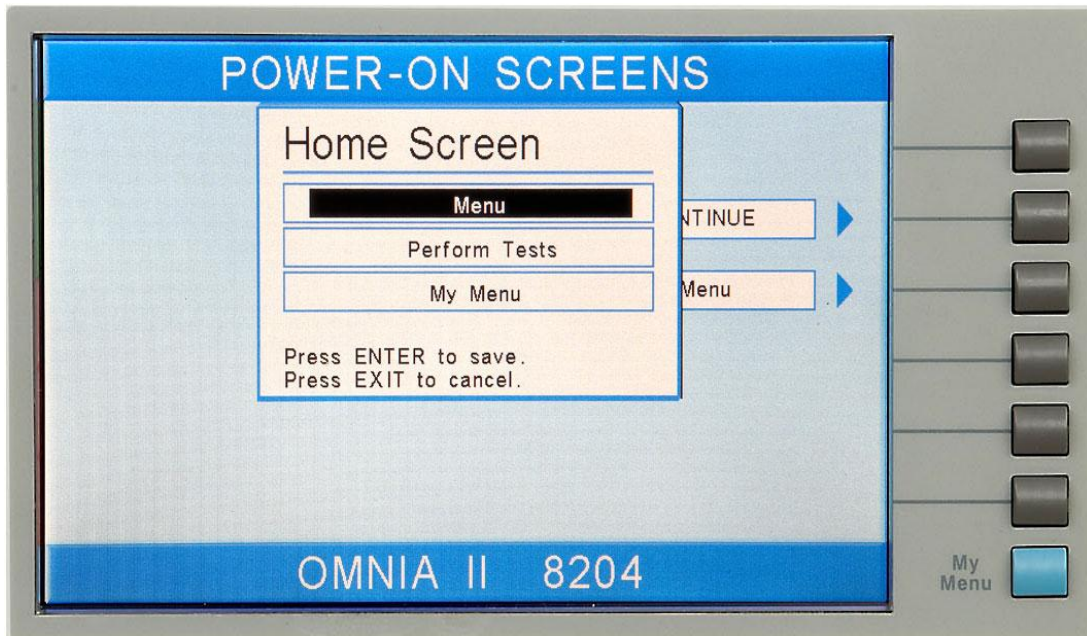 POWER-ON SCREENS
Home Screen
Menu
Perform Tests
My Menu
Press ENTER to save.
Press EXIT to cancel.
NTINUE
Menu
OMNIA II 8204
My
Menu